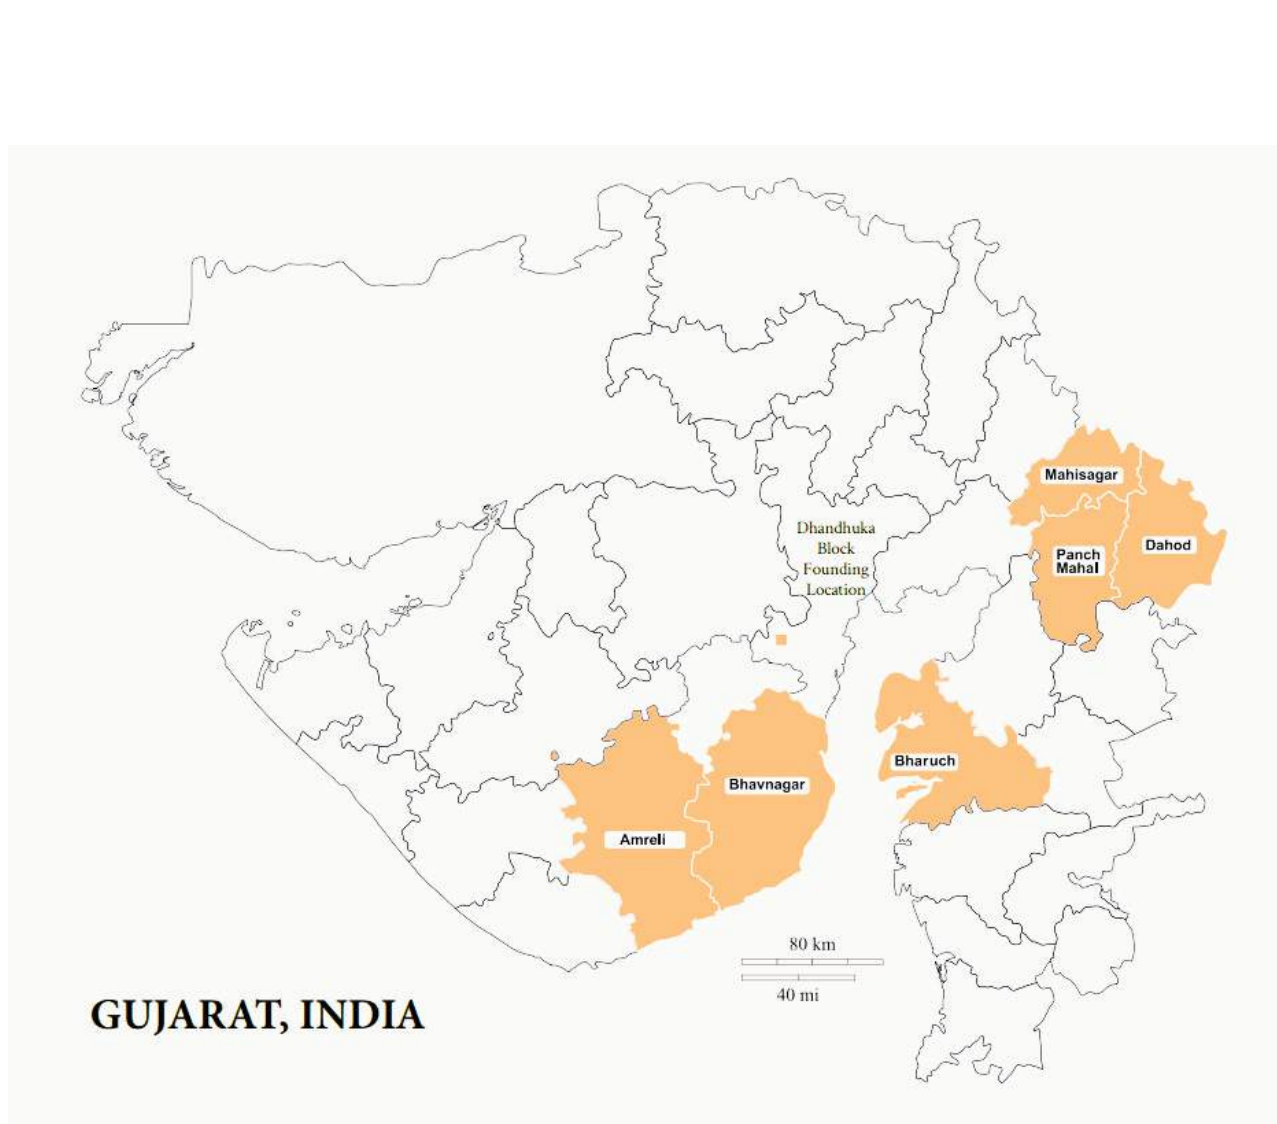 Mahisagar
Dhandhuka
Block
Founding
Location
Panch
Mahal
Dahod
Bharuch
Bhavnagar
Amreli
80 km
40 mi
GUJARAT, INDIA